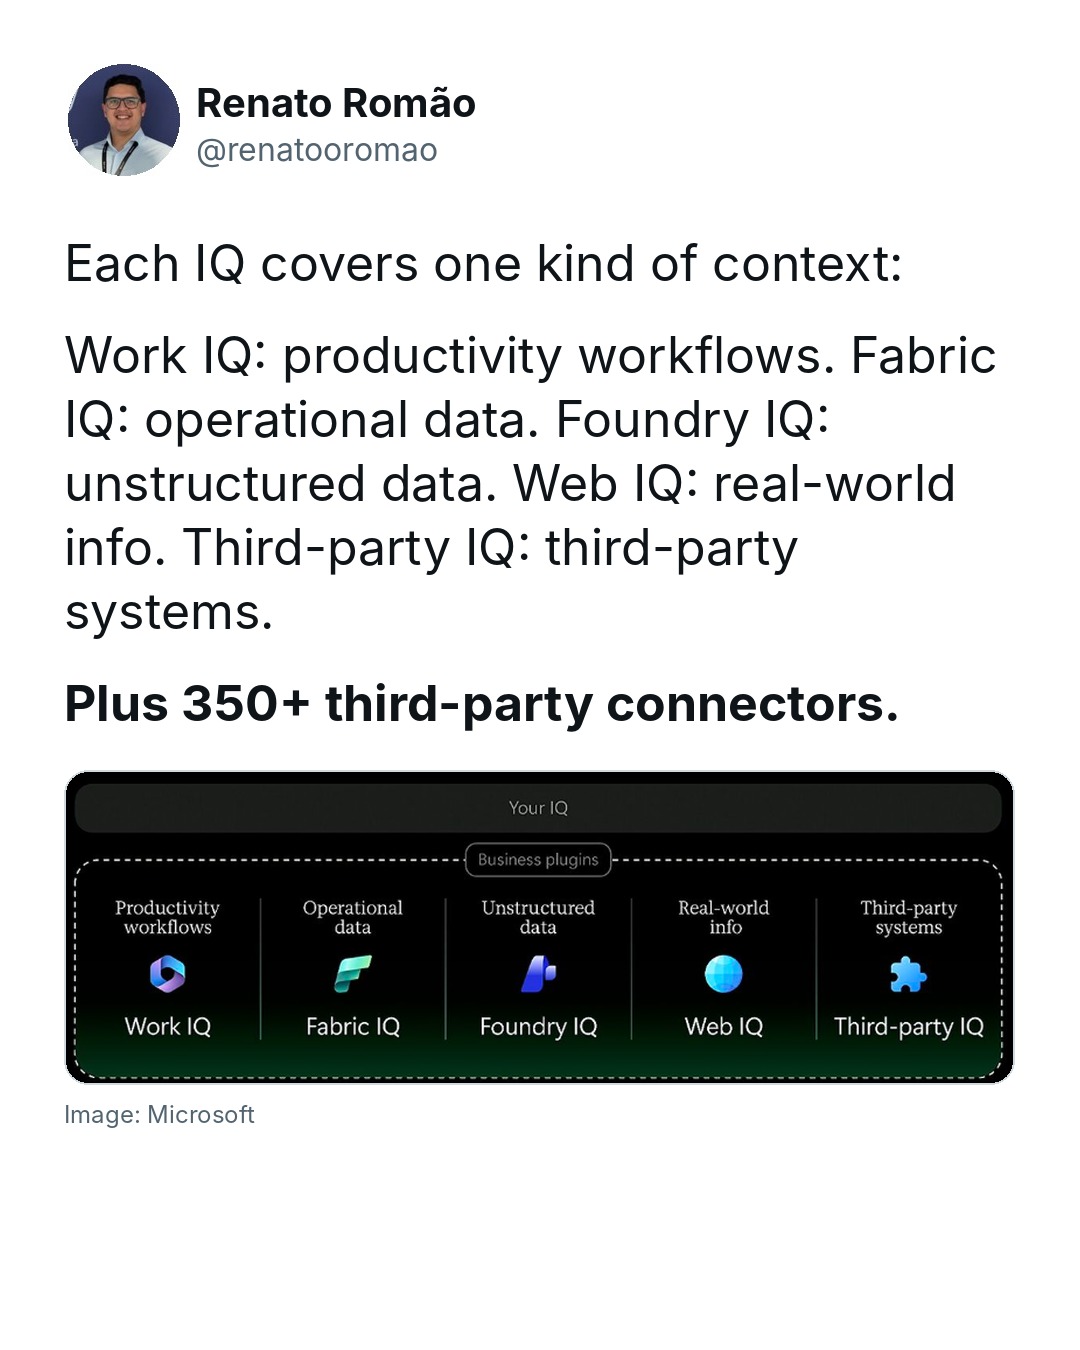 Renato Romão
@renatooromao
Each IQ covers one kind of context:
Work IQ: productivity workflows. Fabric
IQ: operational data. Foundry IQ:
unstructured data. Web IQ: real-world
info. Third-party IQ: third-party
systems.
Plus 350+ third-party connectors.
Your IQ
Business plugins
Productivity
workflows
Work IQ
Operational
data
Fabric IQ
Unstructured
data
Foundry IQ
Real-world
info
Web IQ
Third-party
systems
Third-party IQ
Image: Microsoft